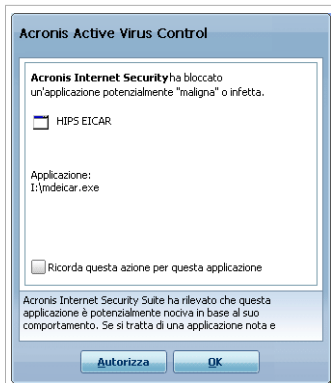 Acronis Active Virus Control
Acronis Internet Security ha bloccato
un'applicazione potenzialmente "maligna" o infetta.
HIPS EICAR
Applicazione:
I:\mdeicar.exe
Ricorda questa azione per questa applicazione
Acronis Internet Security Suite ha rilevato che questa
applicazione è potenzialmente nociva in base al suo
comportamento. Se si tratta di una applicazione nota e
Autorizza
OK